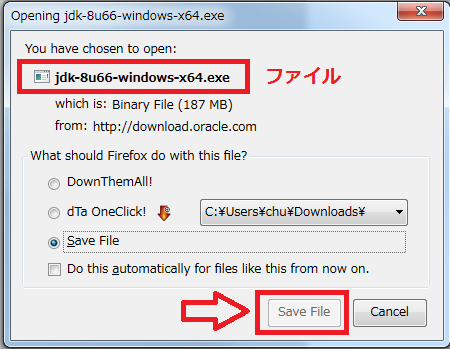 Opening jdk-8u66-windows-x64.exe
You have chosen to open:
jdk-8u66-windows-x64.exe ファイル
which is: Binary File (187 MB)
from: http://download.oracle.com
What should Firefox do with this file?
DownThemAll!
dTa OneClick! C:¥Users¥chu¥Downloads¥
Save File
Do this automatically for files like this from now on.
Save File Cancel